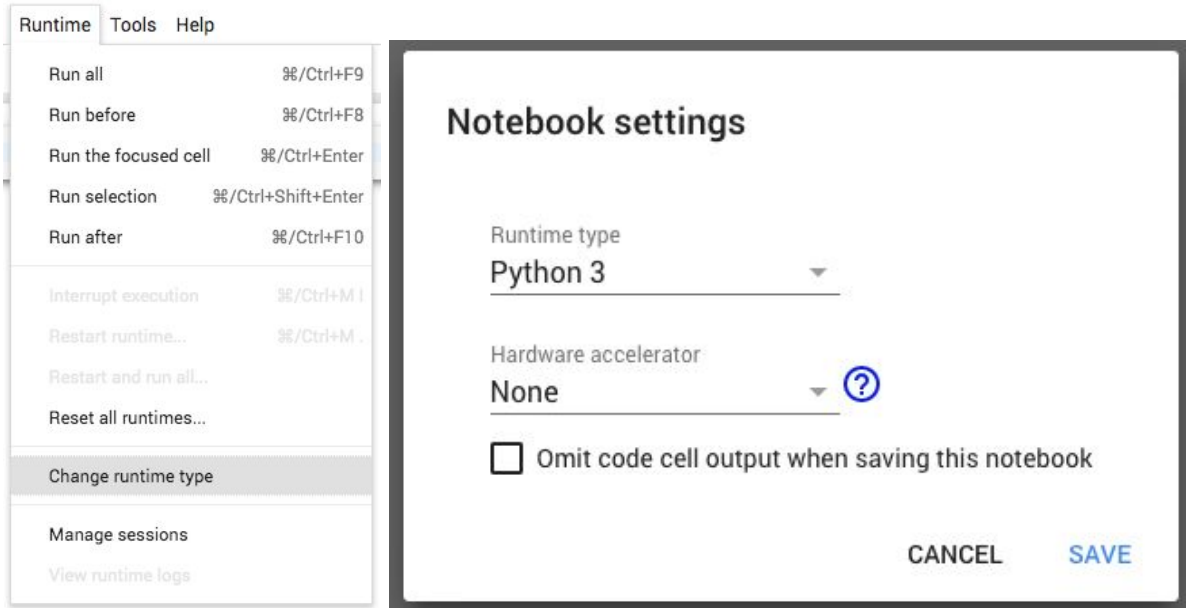 Runtime Tools Help
Run all ⌘/Ctrl+F9
Run before ⌘/Ctrl+F8
Run the focused cell ⌘/Ctrl+Enter
Run selection ⌘/Ctrl+Shift+Enter
Run after ⌘/Ctrl+F10
Interrupt execution ⌘/Ctrl+M I
Restart runtime... ⌘/Ctrl+M .
Restart and run all...
Reset all runtimes...
Change runtime type
Manage sessions
View runtime logs
Notebook settings
Runtime type
Python 3
Hardware accelerator
None ?
Omit code cell output when saving this notebook
CANCEL SAVE